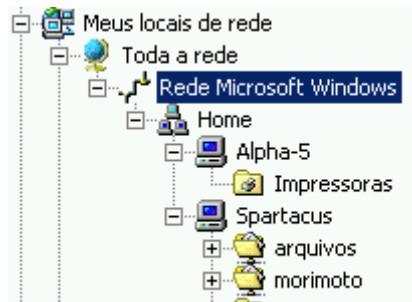 Meus locais de rede
Toda a rede
Rede Microsoft Windows
Home
Alpha-5
Impressoras
Spartacus
arquivos
morimoto